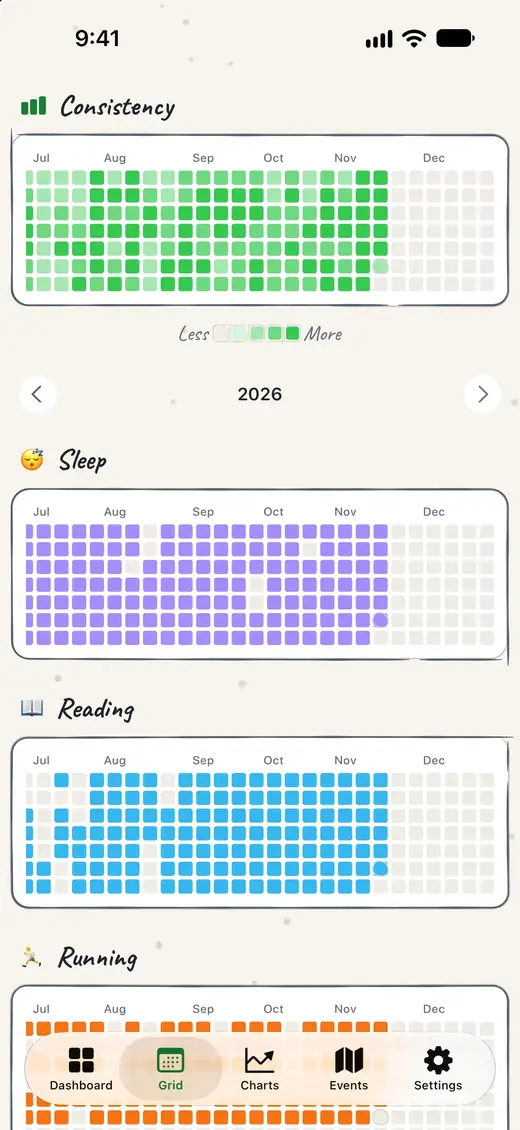 9:41
Consistency
Jul Aug Sep Oct Nov Dec
Less More
2026
Sleep
Jul Aug Sep Oct Nov Dec
Reading
Jul Aug Sep Oct Nov Dec
Running
Jul Aug Sep Oct Nov Dec
Dashboard Grid Charts Events Settings